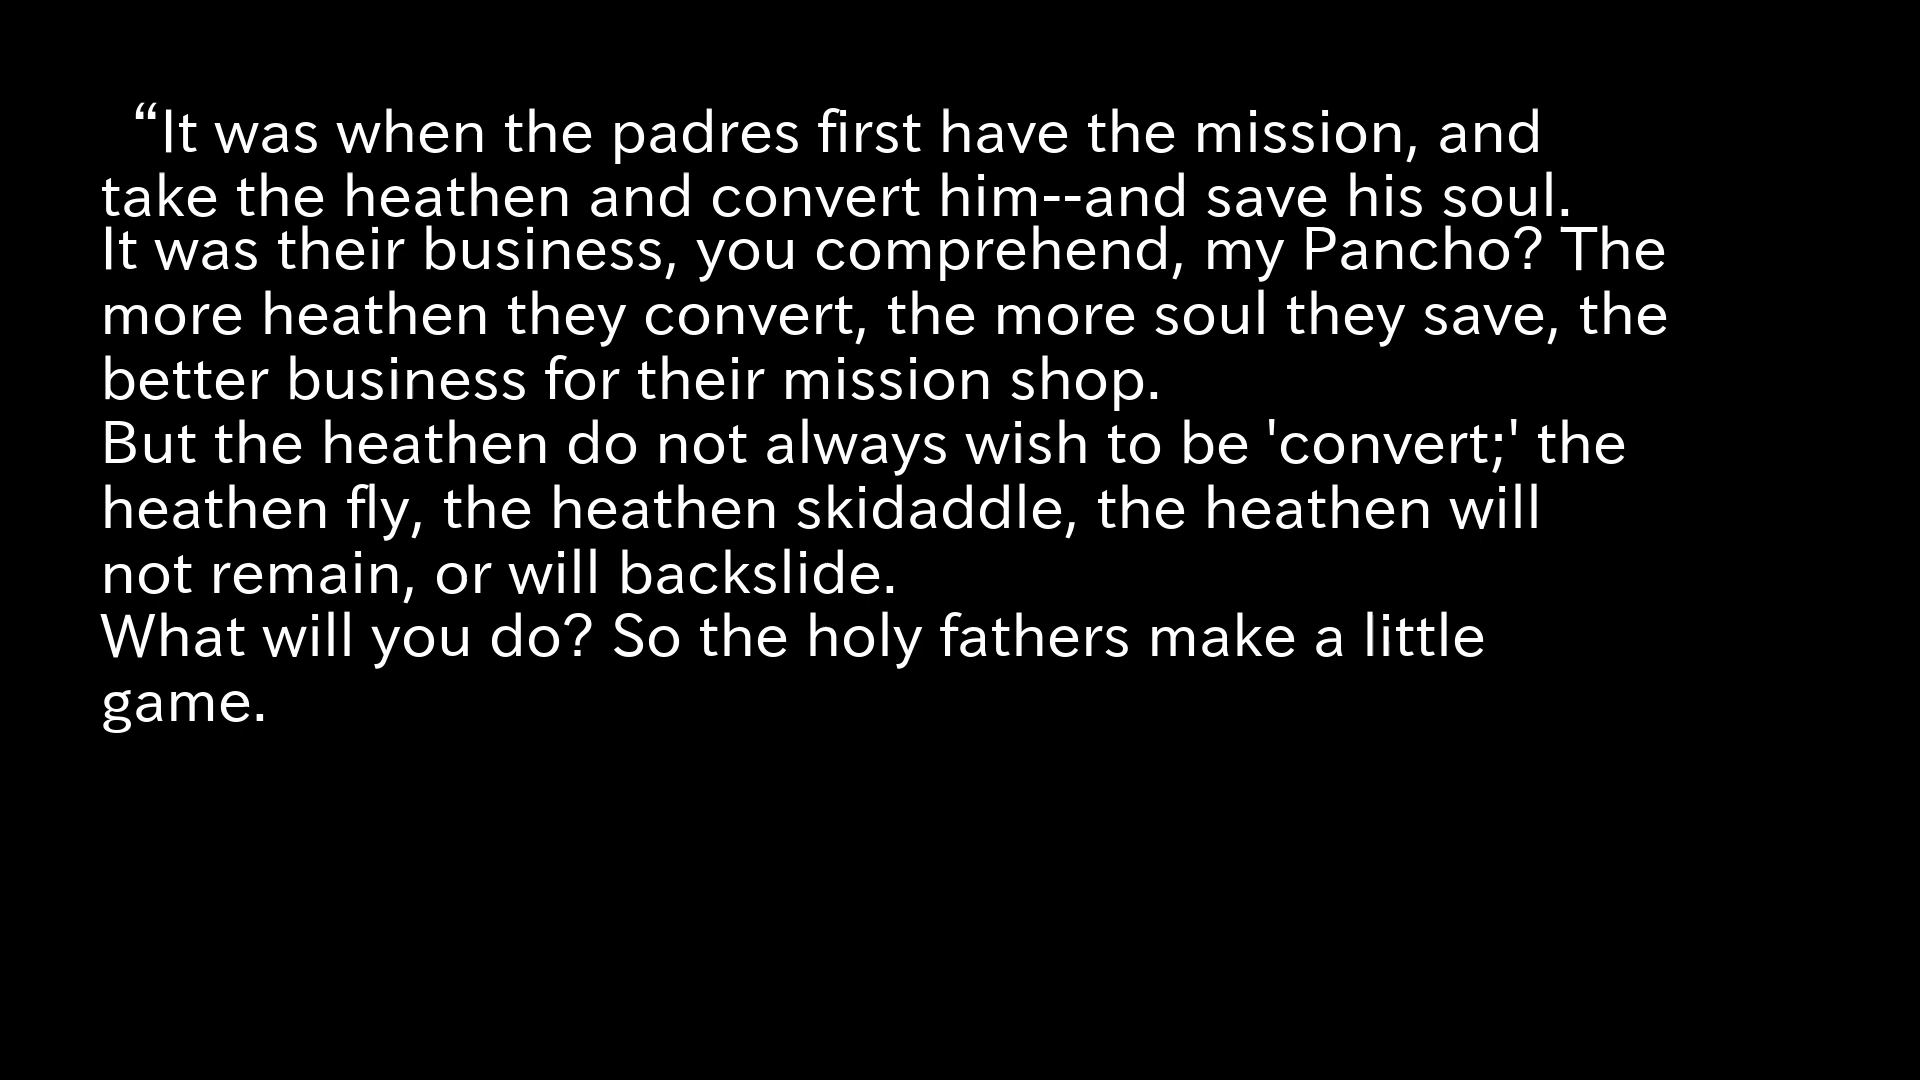 “It was when the padres first have the mission, and
take the heathen and convert him--and save his soul.
It was their business, you comprehend, my Pancho? The
more heathen they convert, the more soul they save, the
better business for their mission shop.
But the heathen do not always wish to be 'convert;' the
heathen fly, the heathen skidaddle, the heathen will
not remain, or will backslide.
What will you do? So the holy fathers make a little
game.